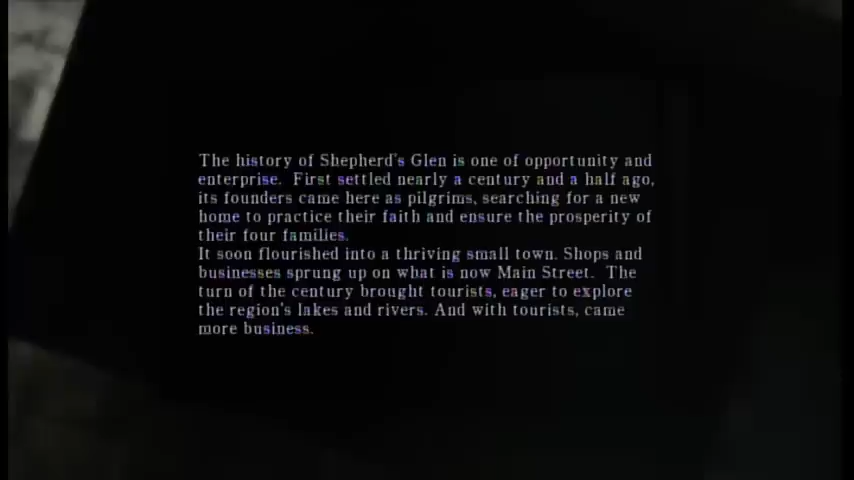 The history of Shepherd's Glen is one of opportunity and
enterprise.  First settled nearly a century and a half ago,
its founders came here as pilgrims, searching for a new
home to practice their faith and ensure the prosperity of
their four families.
It soon flourished into a thriving small town. Shops and
businesses sprung up on what is now Main Street.  The
turn of the century brought tourists, eager to explore
the region's lakes and rivers. And with tourists, came
more business.